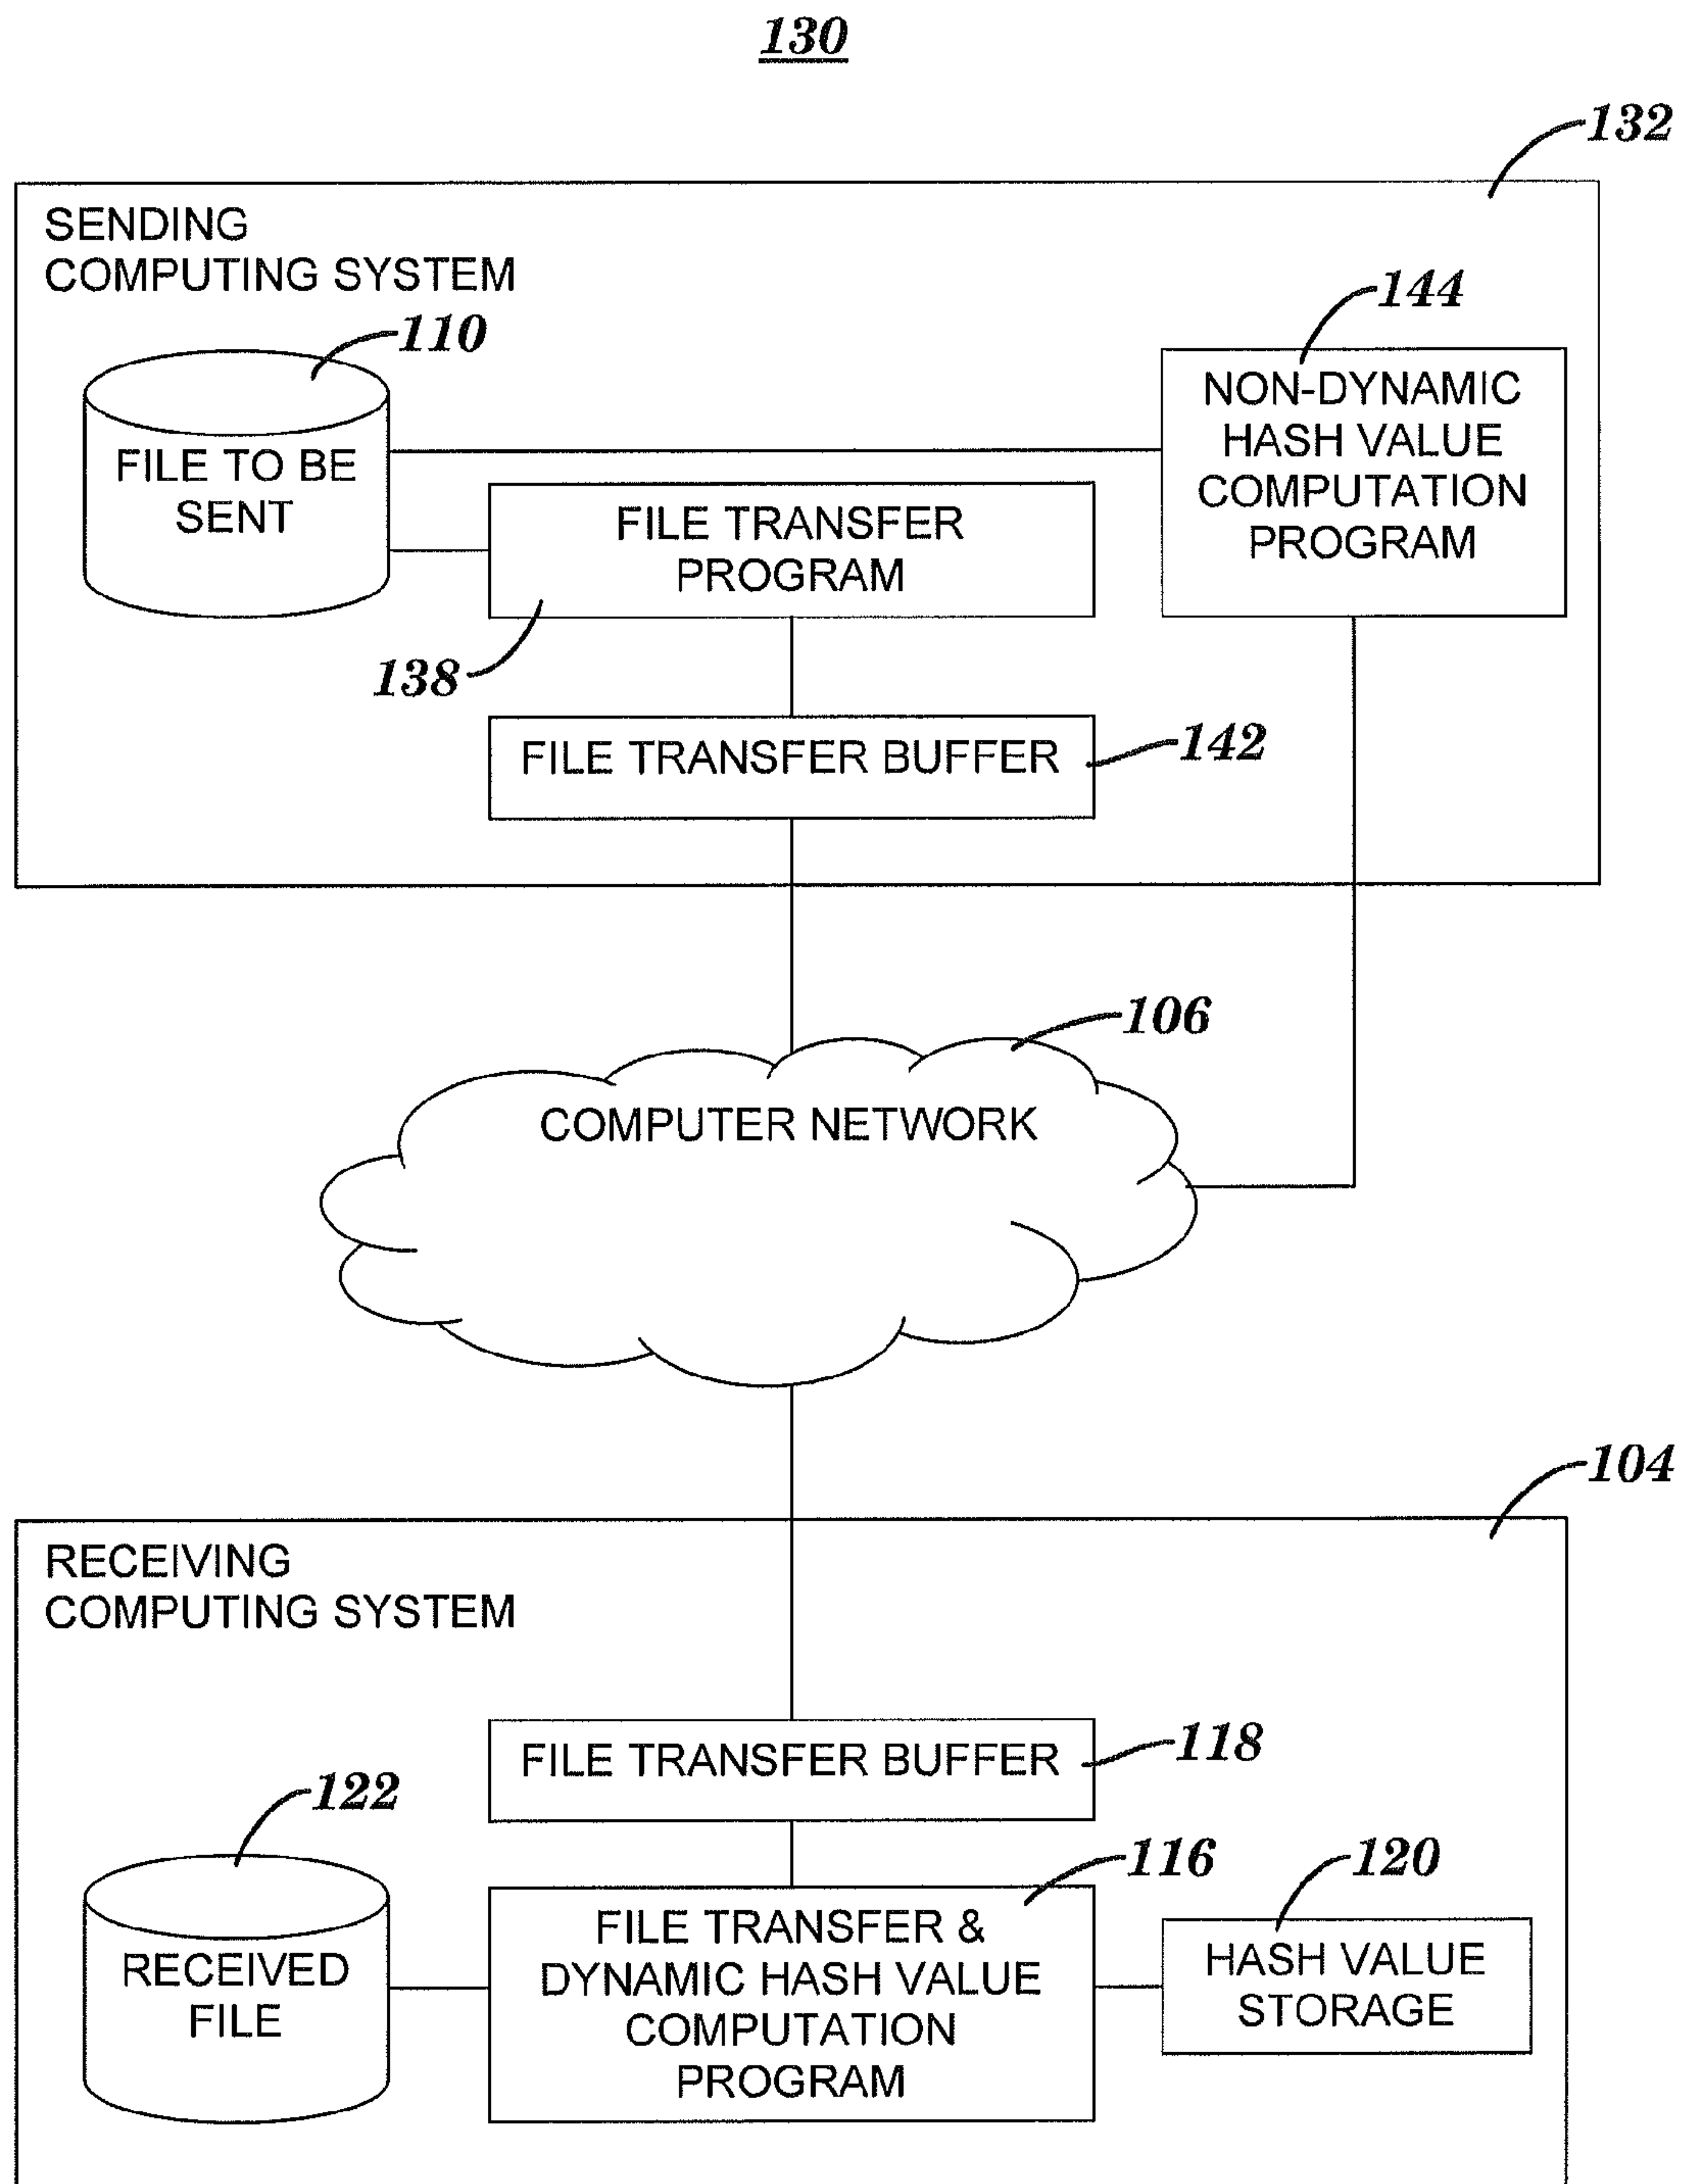 130
132
SENDING
COMPUTING SYSTEM
110
144
FILE TO BE
SENT
NON-DYNAMIC
HASH VALUE
COMPUTATION
PROGRAM
FILE TRANSFER
PROGRAM
138
FILE TRANSFER BUFFER
142
106
COMPUTER NETWORK
104
RECEIVING
COMPUTING SYSTEM
FILE TRANSFER BUFFER
118
122
116
120
RECEIVED
FILE
FILE TRANSFER &
DYNAMIC HASH VALUE
COMPUTATION
PROGRAM
HASH VALUE
STORAGE